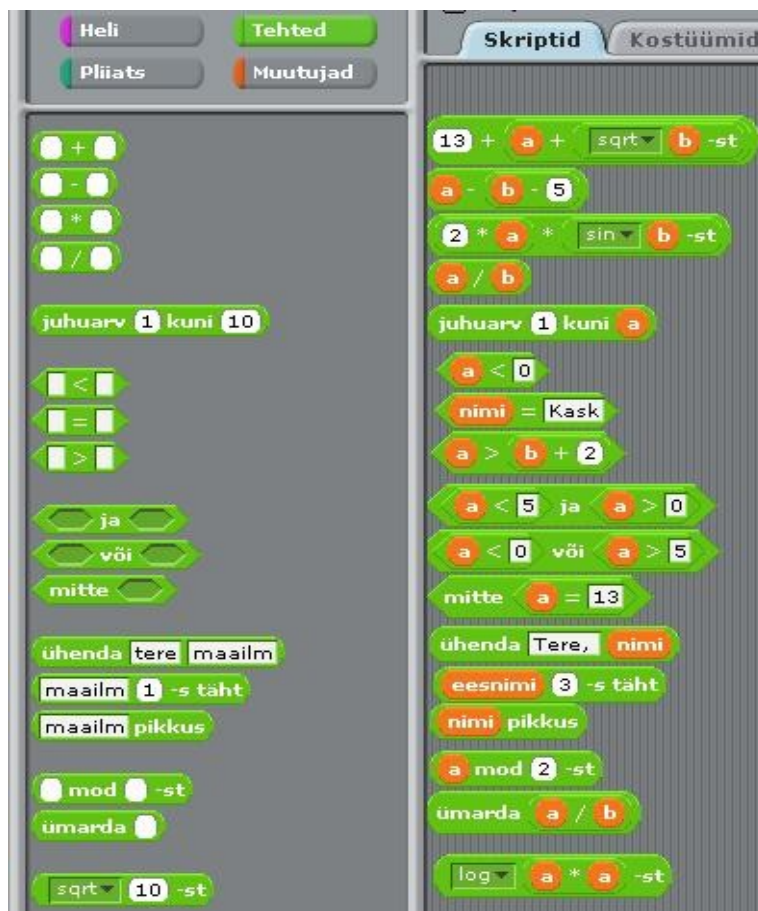 Heli Tehted
Pliiats Muutujad
+
-
*
/
juhuarv 1 kuni 10
<
=
>
ja
või
mitte
ühenda tere maailm
maailm 1 -s täht
maailm pikkus
mod -st
ümarda
sqrt 10 -st
Skriptid Kostüümid
13 + a + sqrt b -st
a - b - 5
2 * a * sin b -st
a / b
juhuarv 1 kuni a
a < 0
nimi = Kask
a > b + 2
a < 5 ja a > 0
a < 0 või a > 5
mitte a = 13
ühenda Tere, nimi
eesnimi 3 -s täht
nimi pikkus
a mod 2 -st
ümarda a / b
log a * a -st